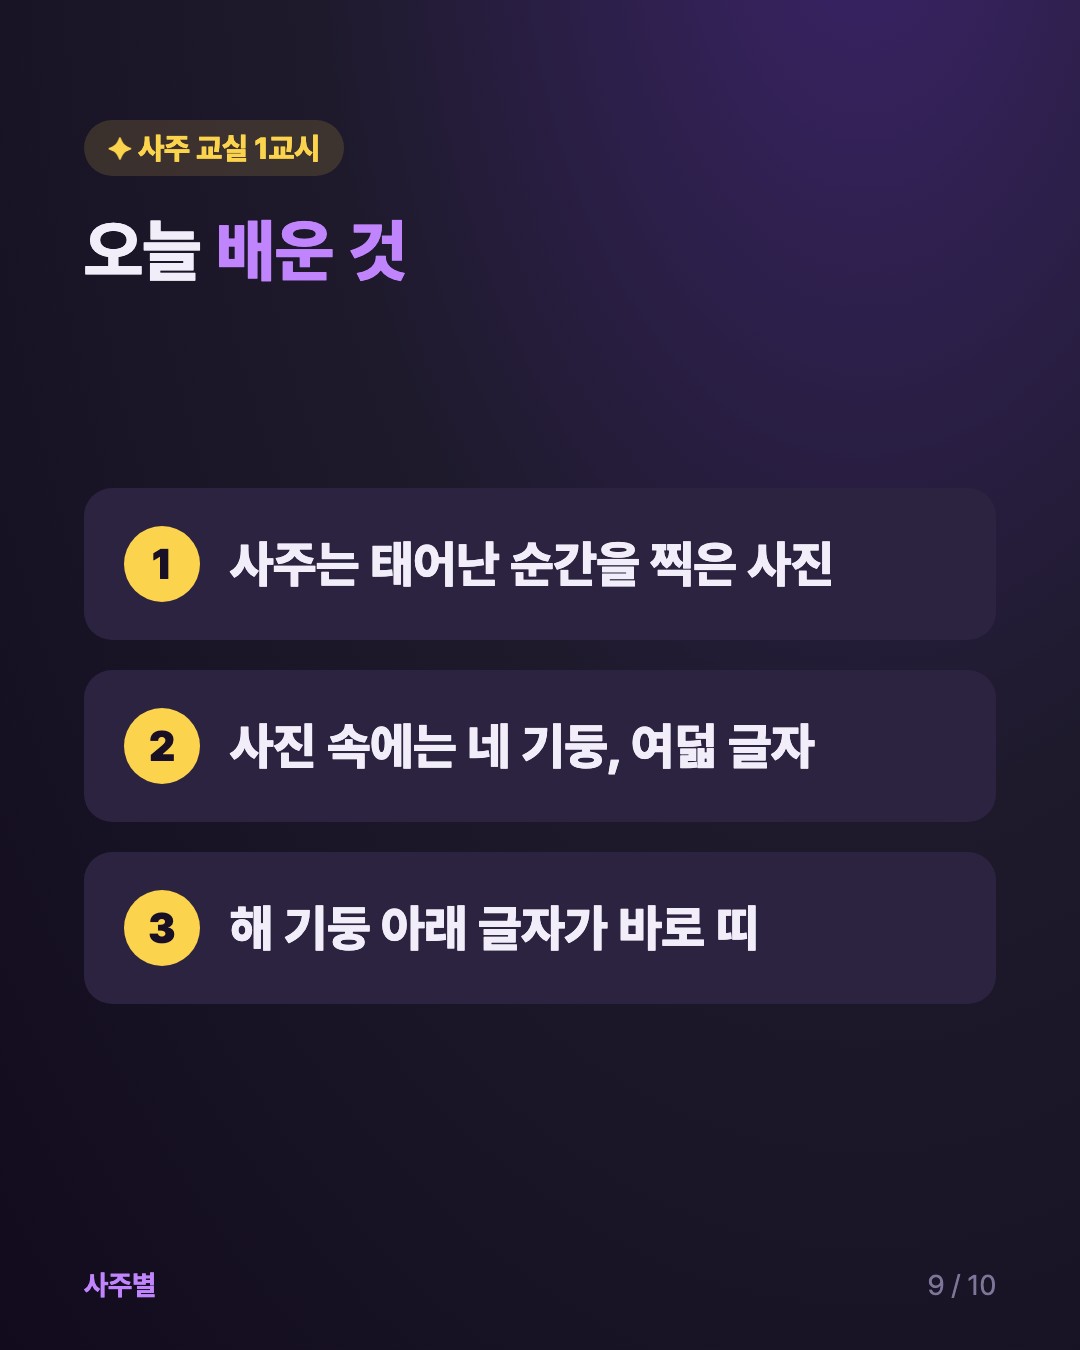 ✦ 사주 교실 1교시
오늘 배운 것
1 사주는 태어난 순간을 찍은 사진
2 사진 속에는 네 기둥, 여덟 글자
3 해 기둥 아래 글자가 바로 띠
사주별
9 / 10